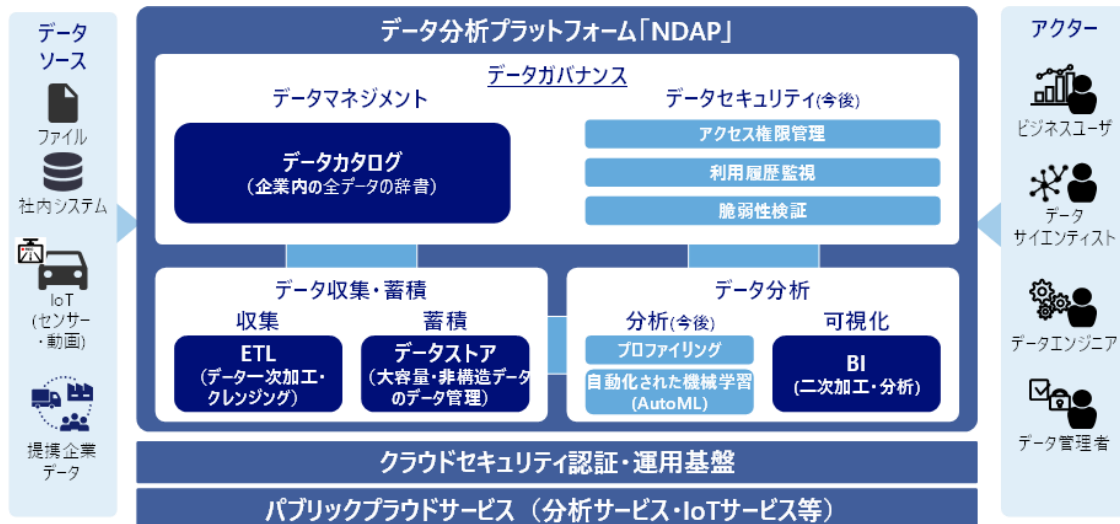 データ
ソース
ファイル
社内システム
IoT
(センサー
・動画)
提携企業
データ
データ分析プラットフォーム「NDAP」
データガバナンス
データマネジメント
データカタログ
(企業内の全データの辞書)
データセキュリティ(今後)
アクセス権限管理
利用履歴監視
脆弱性検証
データ収集・蓄積
収集
ETL
(データ一次加工・
クレンジング)
蓄積
データストア
(大容量・非構造データ
のデータ管理)
データ分析
分析(今後)
プロファイリング
自動化された機械学習
(AutoML)
可視化
BI
(二次加工・分析)
クラウドセキュリティ認証・運用基盤
パブリックプラウドサービス（分析サービス・IoTサービス等）
アクター
ビジネスユーザ
データ
サイエンティスト
データエンジニア
データ管理者